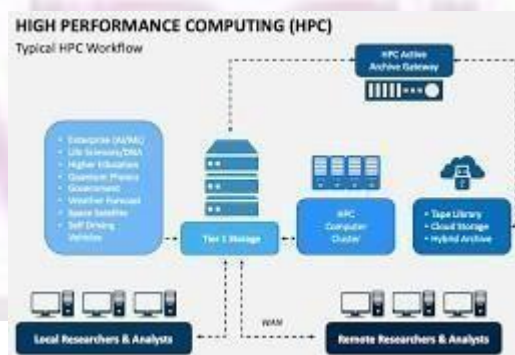 HIGH PERFORMANCE COMPUTING (HPC)
Typical HPC Workflow
HPC Active
Archive Gateway
• Enterprise (AI/ML)
• Life Sciences/DNA
• Higher Education
• Quantum Physics
• Government
• Weather Forecast
• Space Satellites
• Self Driving
Vehicles
Tier 1 Storage
HPC
Computer
Cluster
• Tape Library
• Cloud Storage
• Hybrid Archive
WAN
Local Researchers & Analysts
Remote Researchers & Analysts